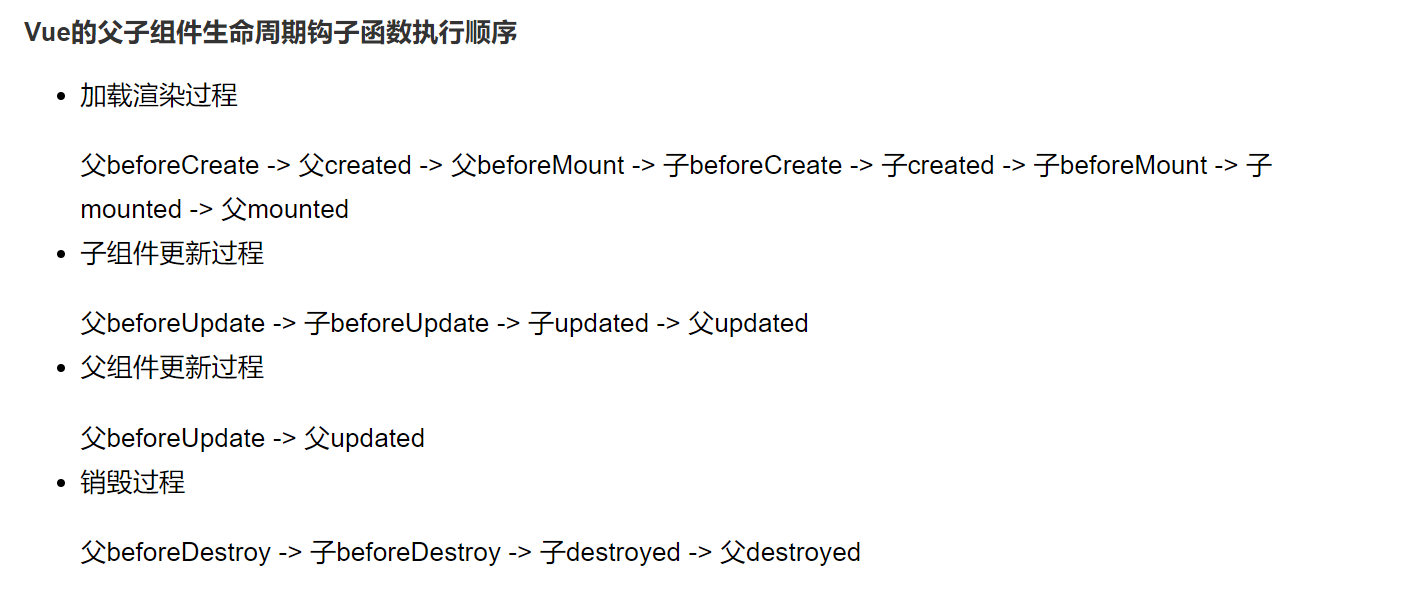 Vue的父子组件生命周期钩子函数执行顺序
• 加载渲染过程
父beforeCreate -> 父created -> 父beforeMount -> 子beforeCreate -> 子created -> 子beforeMount -> 子
mounted -> 父mounted
• 子组件更新过程
父beforeUpdate -> 子beforeUpdate -> 子updated -> 父updated
• 父组件更新过程
父beforeUpdate -> 父updated
• 销毁过程
父beforeDestroy -> 子beforeDestroy -> 子destroyed -> 父destroyed